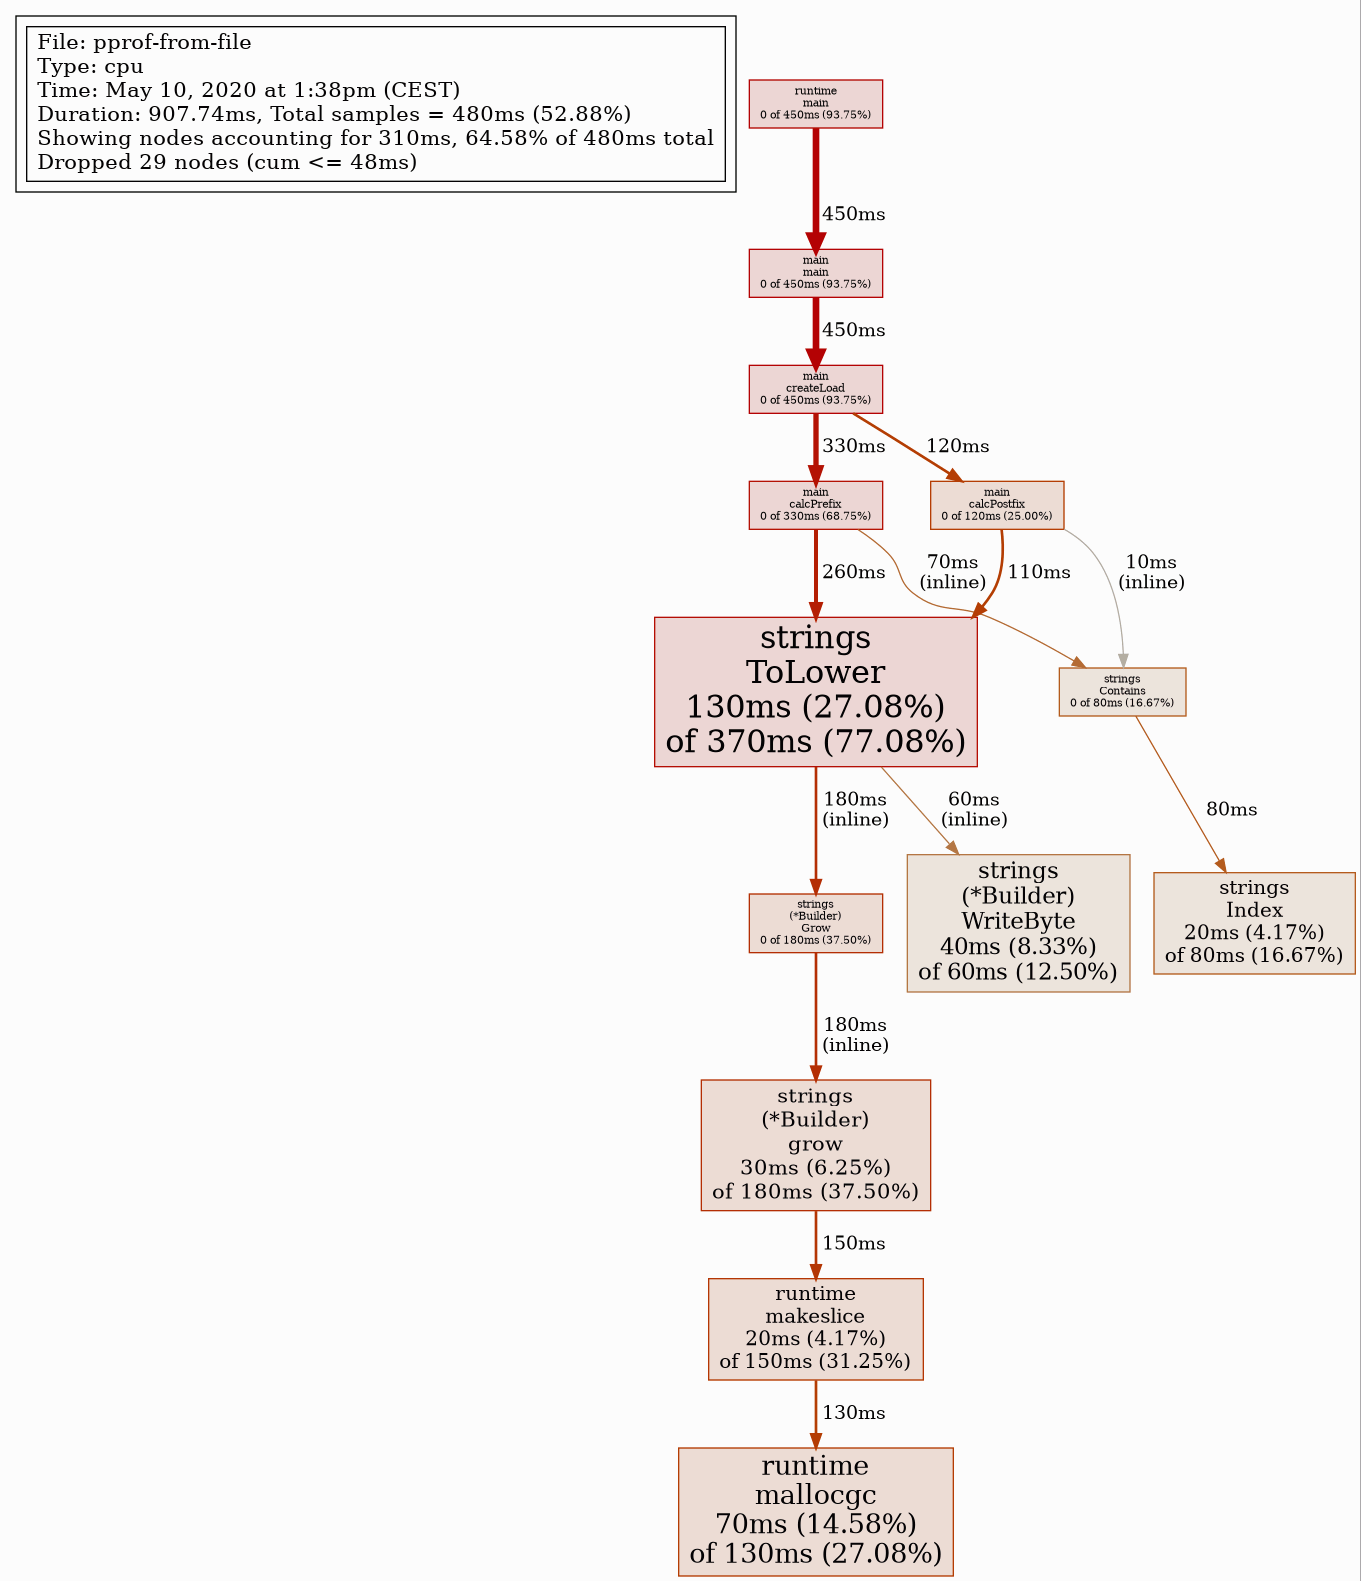 File: pprof-from-file
Type: cpu
Time: May 10, 2020 at 1:38pm (CEST)
Duration: 907.74ms, Total samples = 480ms (52.88%)
Showing nodes accounting for 310ms, 64.58% of 480ms total
Dropped 29 nodes (cum <= 48ms)
runtime
main
0 of 450ms (93.75%)
450ms
main
main
0 of 450ms (93.75%)
450ms
main
createLoad
0 of 450ms (93.75%)
330ms
120ms
main
calcPrefix
0 of 330ms (68.75%)
main
calcPostfix
0 of 120ms (25.00%)
260ms
70ms
(inline)
110ms
10ms
(inline)
strings
ToLower
130ms (27.08%)
of 370ms (77.08%)
strings
Contains
0 of 80ms (16.67%)
180ms
(inline)
60ms
(inline)
80ms
strings
(*Builder)
Grow
0 of 180ms (37.50%)
strings
(*Builder)
WriteByte
40ms (8.33%)
of 60ms (12.50%)
strings
Index
20ms (4.17%)
of 80ms (16.67%)
180ms
(inline)
strings
(*Builder)
grow
30ms (6.25%)
of 180ms (37.50%)
150ms
runtime
makeslice
20ms (4.17%)
of 150ms (31.25%)
130ms
runtime
mallocgc
70ms (14.58%)
of 130ms (27.08%)